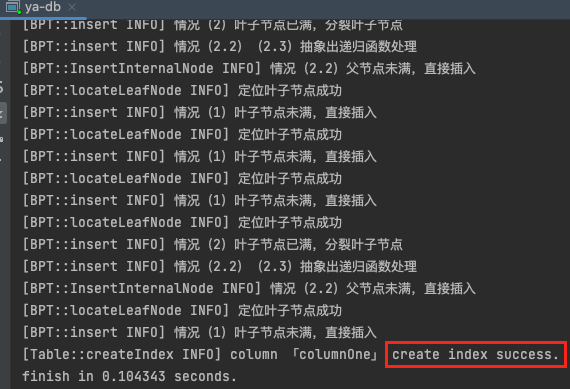 ya-db
[BPT::insert INFO] 情况 (2) 叶子节点已满, 分裂叶子节点
[BPT::insert INFO] 情况 (2.2) (2.3) 抽象出递归函数处理
[BPT::InsertInternalNode INFO] 情况 (2.2) 父节点未满, 直接插入
[BPT::locateLeafNode INFO] 定位叶子节点成功
[BPT::insert INFO] 情况 (1) 叶子节点未满, 直接插入
[BPT::locateLeafNode INFO] 定位叶子节点成功
[BPT::insert INFO] 情况 (1) 叶子节点未满, 直接插入
[BPT::locateLeafNode INFO] 定位叶子节点成功
[BPT::insert INFO] 情况 (1) 叶子节点未满, 直接插入
[BPT::locateLeafNode INFO] 定位叶子节点成功
[BPT::insert INFO] 情况 (2) 叶子节点已满, 分裂叶子节点
[BPT::insert INFO] 情况 (2.2) (2.3) 抽象出递归函数处理
[BPT::InsertInternalNode INFO] 情况 (2.2) 父节点未满, 直接插入
[BPT::locateLeafNode INFO] 定位叶子节点成功
[BPT::insert INFO] 情况 (1) 叶子节点未满, 直接插入
[Table::createIndex INFO] column 「columnOne」 create index success.
finish in 0.104343 seconds.